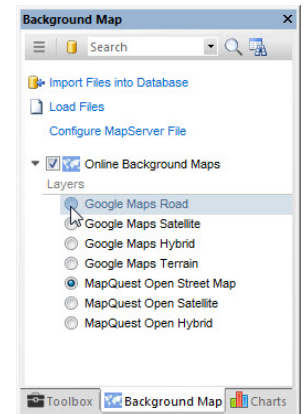 Background Map
Search
Import Files into Database
Load Files
Configure MapServer File
Online Background Maps
Layers
Google Maps Road
Google Maps Satellite
Google Maps Hybrid
Google Maps Terrain
MapQuest Open Street Map
MapQuest Open Satellite
MapQuest Open Hybrid
Toolbox Background Map Charts